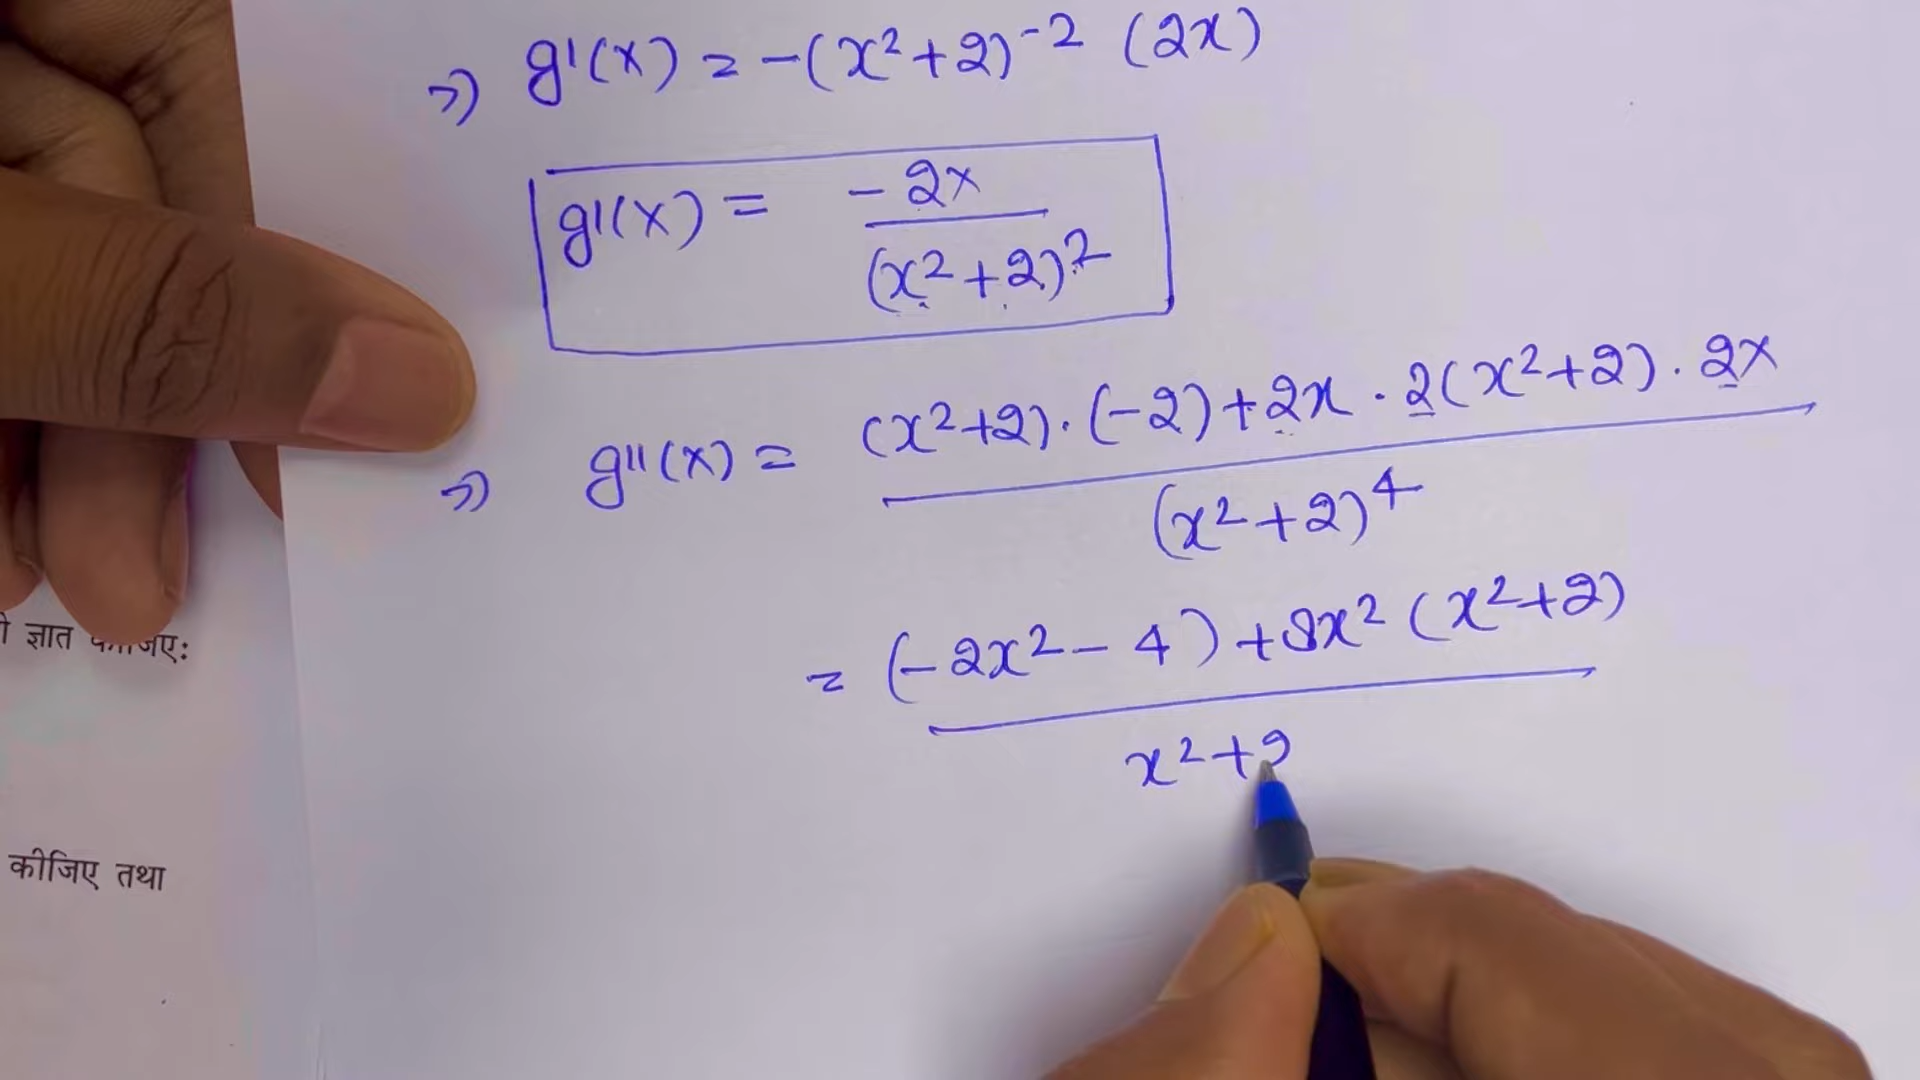 => g'(x) = -(x²+2)⁻² (2x)
g'(x) = -2x / (x²+2)²
=> g''(x) = (x²+2)·(-2)+2x·2(x²+2)·2x / (x²+2)⁴
= (-2x²-4)+8x²(x²+2) / x²+2
ज्ञात कीजिए:
कीजिए तथा